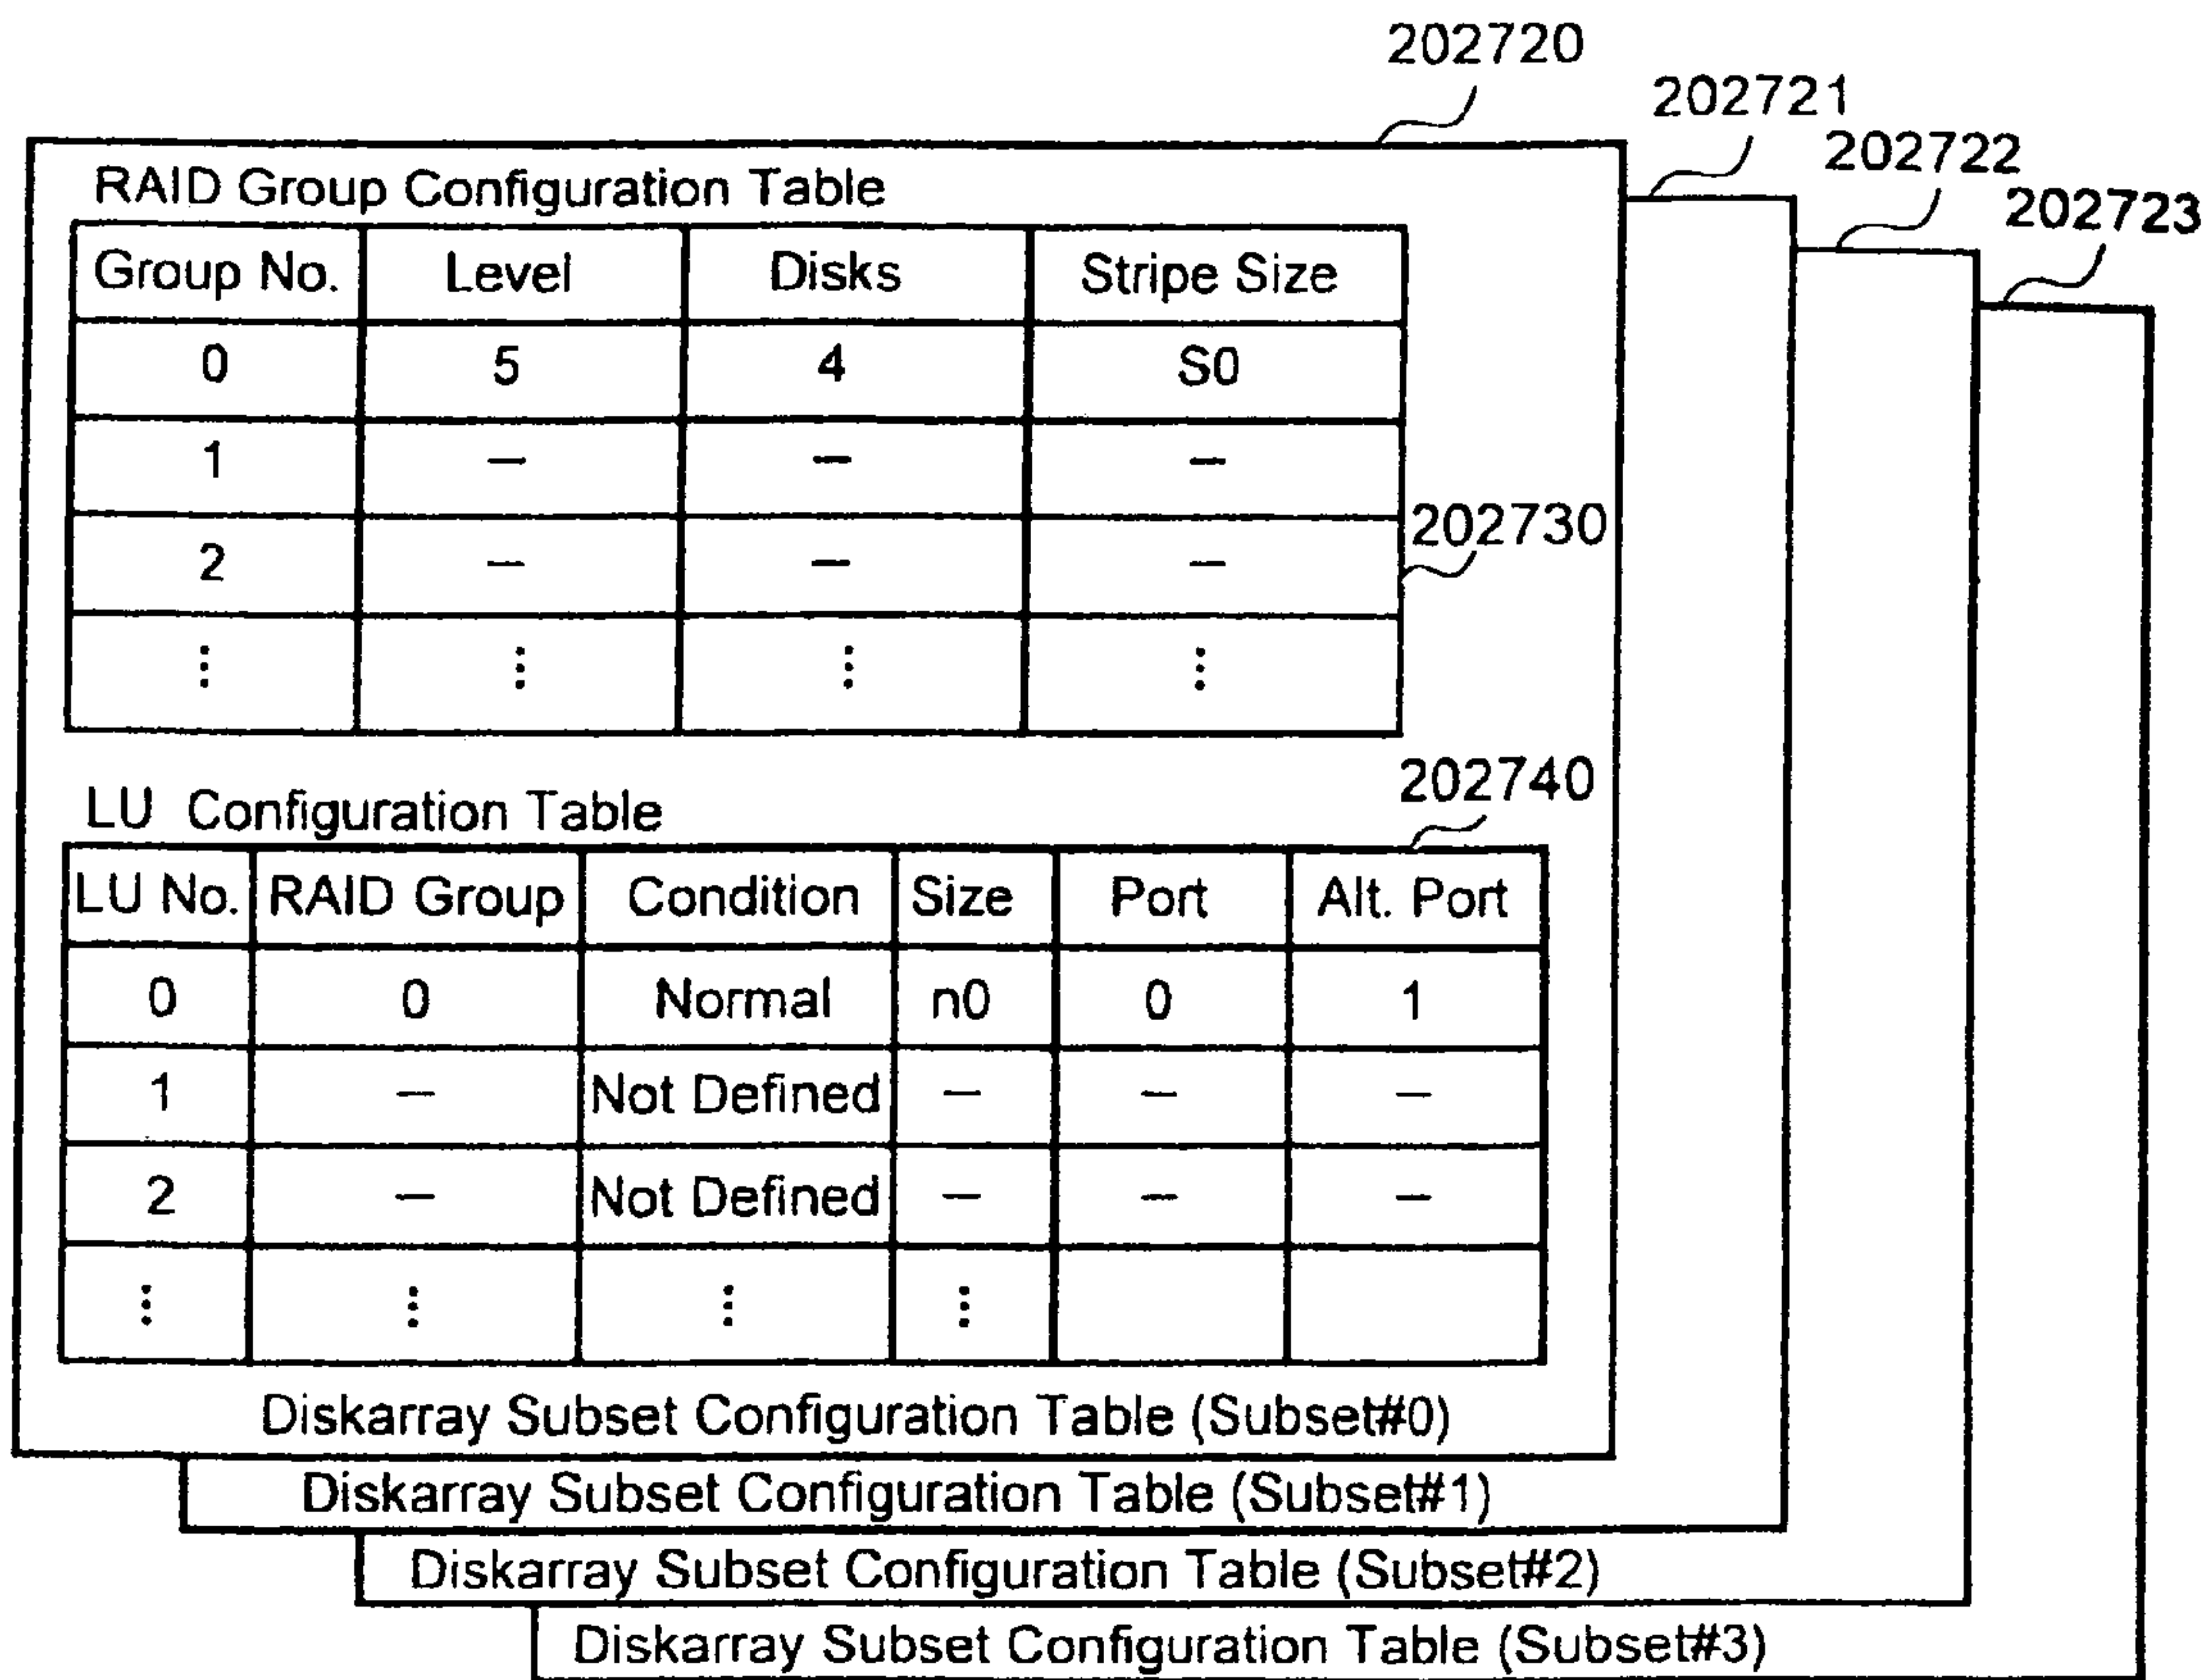 202720
202721
202722
202723
RAID Group Configuration Table
Group No. Level Disks Stripe Size
0 5 4 S0
1 – – –
2 – – –
⋮ ⋮ ⋮ ⋮
202730
202740
LU Configuration Table
LU No. RAID Group Condition Size Port Alt. Port
0 0 Normal n0 0 1
1 – Not Defined – – –
2 – Not Defined – – –
⋮ ⋮ ⋮ ⋮
Diskarray Subset Configuration Table (Subset#0)
Diskarray Subset Configuration Table (Subset#1)
Diskarray Subset Configuration Table (Subset#2)
Diskarray Subset Configuration Table (Subset#3)